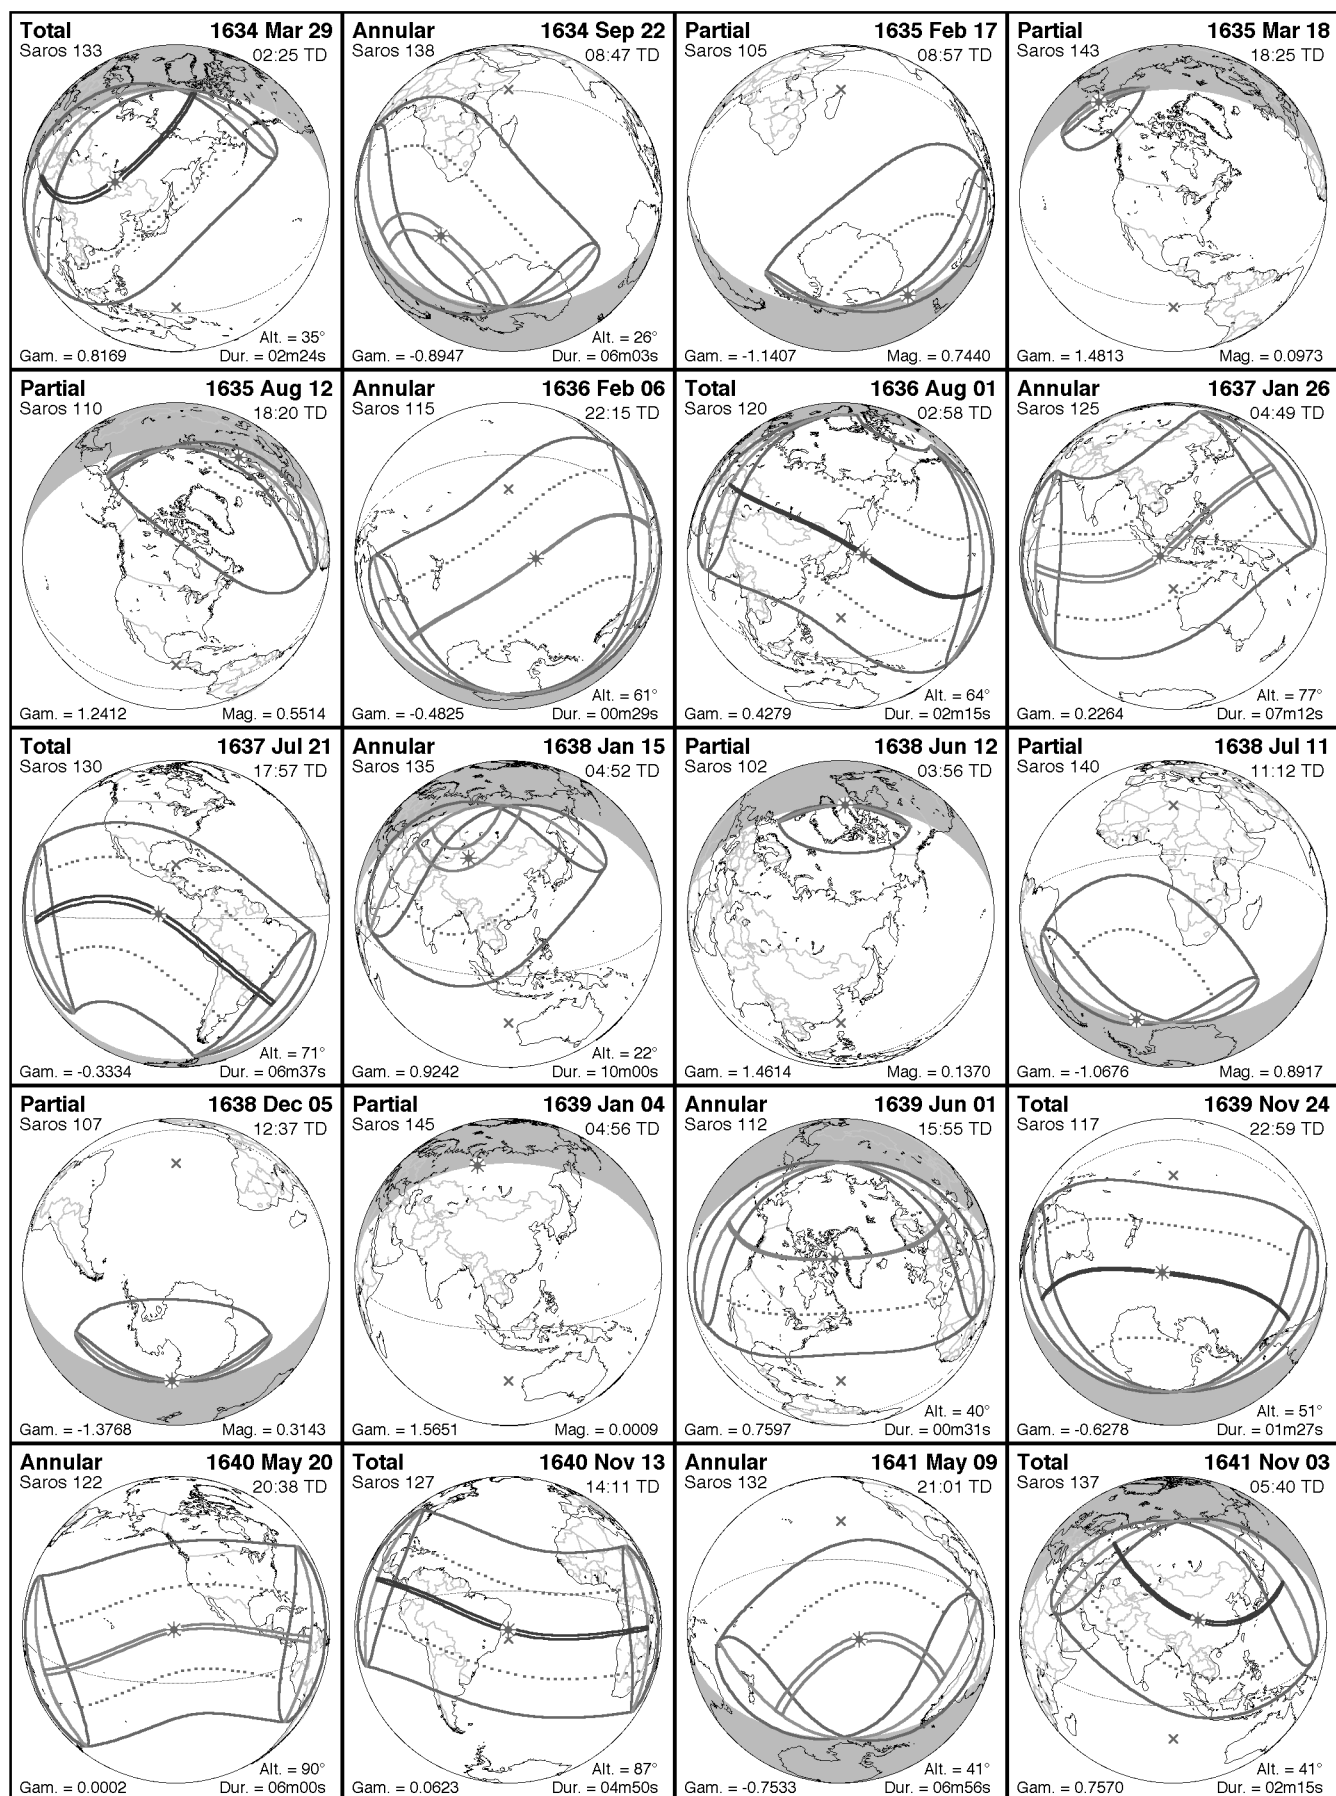 Total 1634 Mar 29
Saros 133 02:25 TD
Alt. = 35°
Gam. = 0.8169 Dur. = 02m24s
Annular 1634 Sep 22
Saros 138 08:47 TD
Alt. = 26°
Gam. = -0.8947 Dur. = 06m03s
Partial 1635 Feb 17
Saros 105 08:57 TD
Gam. = -1.1407 Mag. = 0.7440
Partial 1635 Mar 18
Saros 143 18:25 TD
Gam. = 1.4813 Mag. = 0.0973
Partial 1635 Aug 12
Saros 110 18:20 TD
Gam. = 1.2412 Mag. = 0.5514
Annular 1636 Feb 06
Saros 115 22:15 TD
Alt. = 61°
Gam. = -0.4825 Dur. = 00m29s
Total 1636 Aug 01
Saros 120 02:58 TD
Alt. = 64°
Gam. = 0.4279 Dur. = 02m15s
Annular 1637 Jan 26
Saros 125 04:49 TD
Alt. = 77°
Gam. = 0.2264 Dur. = 07m12s
Total 1637 Jul 21
Saros 130 17:57 TD
Alt. = 71°
Gam. = -0.3334 Dur. = 06m37s
Annular 1638 Jan 15
Saros 135 04:52 TD
Alt. = 22°
Gam. = 0.9242 Dur. = 10m00s
Partial 1638 Jun 12
Saros 102 03:56 TD
Gam. = 1.4614 Mag. = 0.1370
Partial 1638 Jul 11
Saros 140 11:12 TD
Gam. = -1.0676 Mag. = 0.8917
Partial 1638 Dec 05
Saros 107 12:37 TD
Gam. = -1.3768 Mag. = 0.3143
Partial 1639 Jan 04
Saros 145 04:56 TD
Gam. = 1.5651 Mag. = 0.0009
Annular 1639 Jun 01
Saros 112 15:55 TD
Alt. = 40°
Gam. = 0.7597 Dur. = 00m31s
Total 1639 Nov 24
Saros 117 22:59 TD
Alt. = 51°
Gam. = -0.6278 Dur. = 01m27s
Annular 1640 May 20
Saros 122 20:38 TD
Alt. = 90°
Gam. = 0.0002 Dur. = 06m00s
Total 1640 Nov 13
Saros 127 14:11 TD
Alt. = 87°
Gam. = 0.0623 Dur. = 04m50s
Annular 1641 May 09
Saros 132 21:01 TD
Alt. = 41°
Gam. = -0.7533 Dur. = 06m56s
Total 1641 Nov 03
Saros 137 05:40 TD
Alt. = 41°
Gam. = 0.7570 Dur. = 02m15s